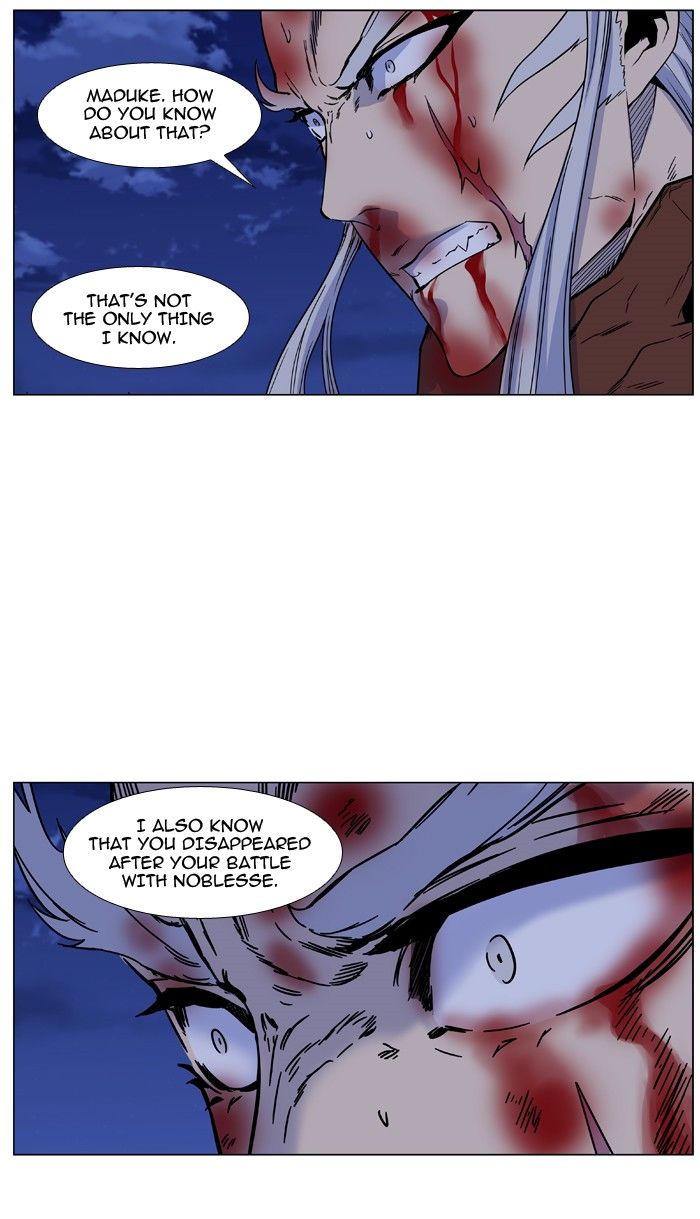 MADUKE. HOW
DO YOU KNOW
ABOUT THAT?
THAT'S NOT
THE ONLY THING
I KNOW.
I ALSO KNOW
THAT YOU DISAPPEARED
AFTER YOUR BATTLE
WITH NOBLESSE.